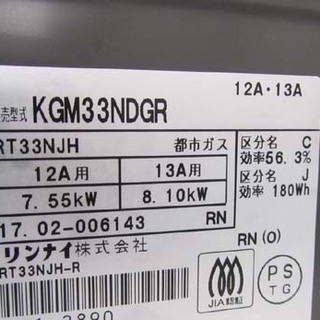 12A・13A
売型式 KGM33NDGR
RT33NJH 都市ガス
12A用 13A用
7.55kW 8.10kW
区分名 C
効率56.3%
区分名 J
効率 180Wh
17.02-006143 RN
リンナイ株式会社 RN(O)
RT33NJH-R
JIA
PS
TG